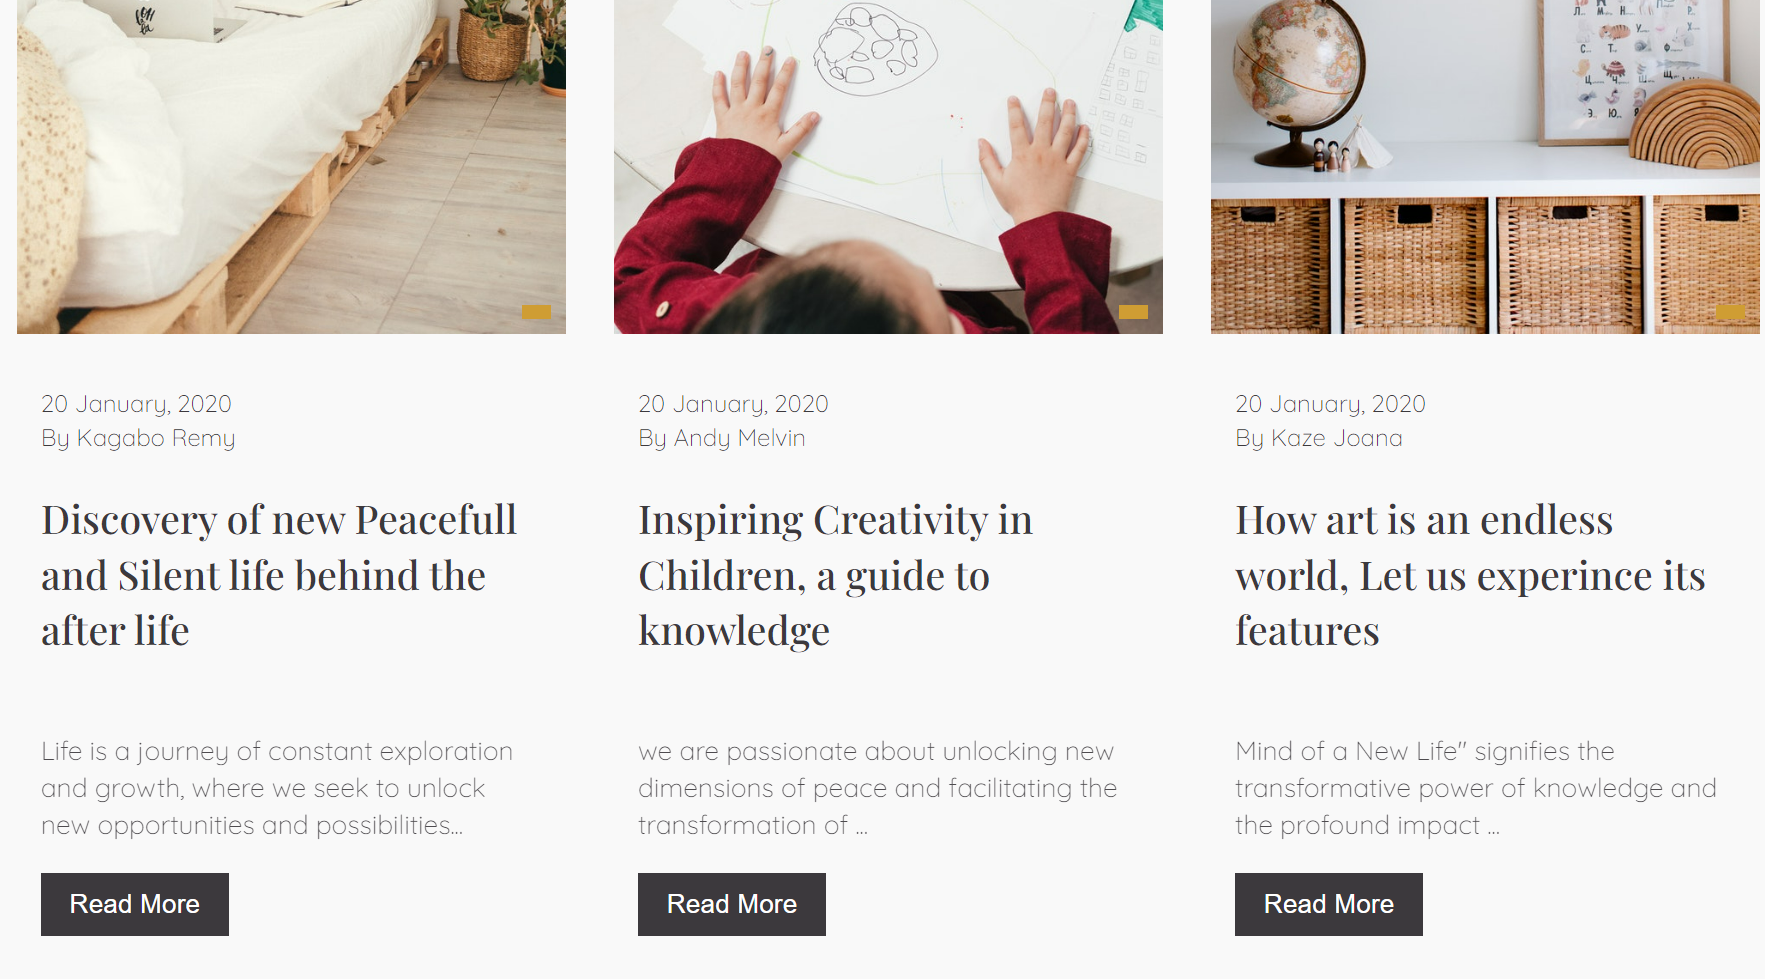 20 January, 2020
By Kagabo Remy
Discovery of new Peacefull
and Silent life behind the
after life
Life is a journey of constant exploration
and growth, where we seek to unlock
new opportunities and possibilities...
Read More
20 January, 2020
By Andy Melvin
Inspiring Creativity in
Children, a guide to
knowledge
we are passionate about unlocking new
dimensions of peace and facilitating the
transformation of ...
Read More
Л М Н Р
С Т У Х
Ф
Ц Ч Ш Щ
Э Ю Я
20 January, 2020
By Kaze Joana
How art is an endless
world, Let us experince its
features
Mind of a New Life" signifies the
transformative power of knowledge and
the profound impact ...
Read More